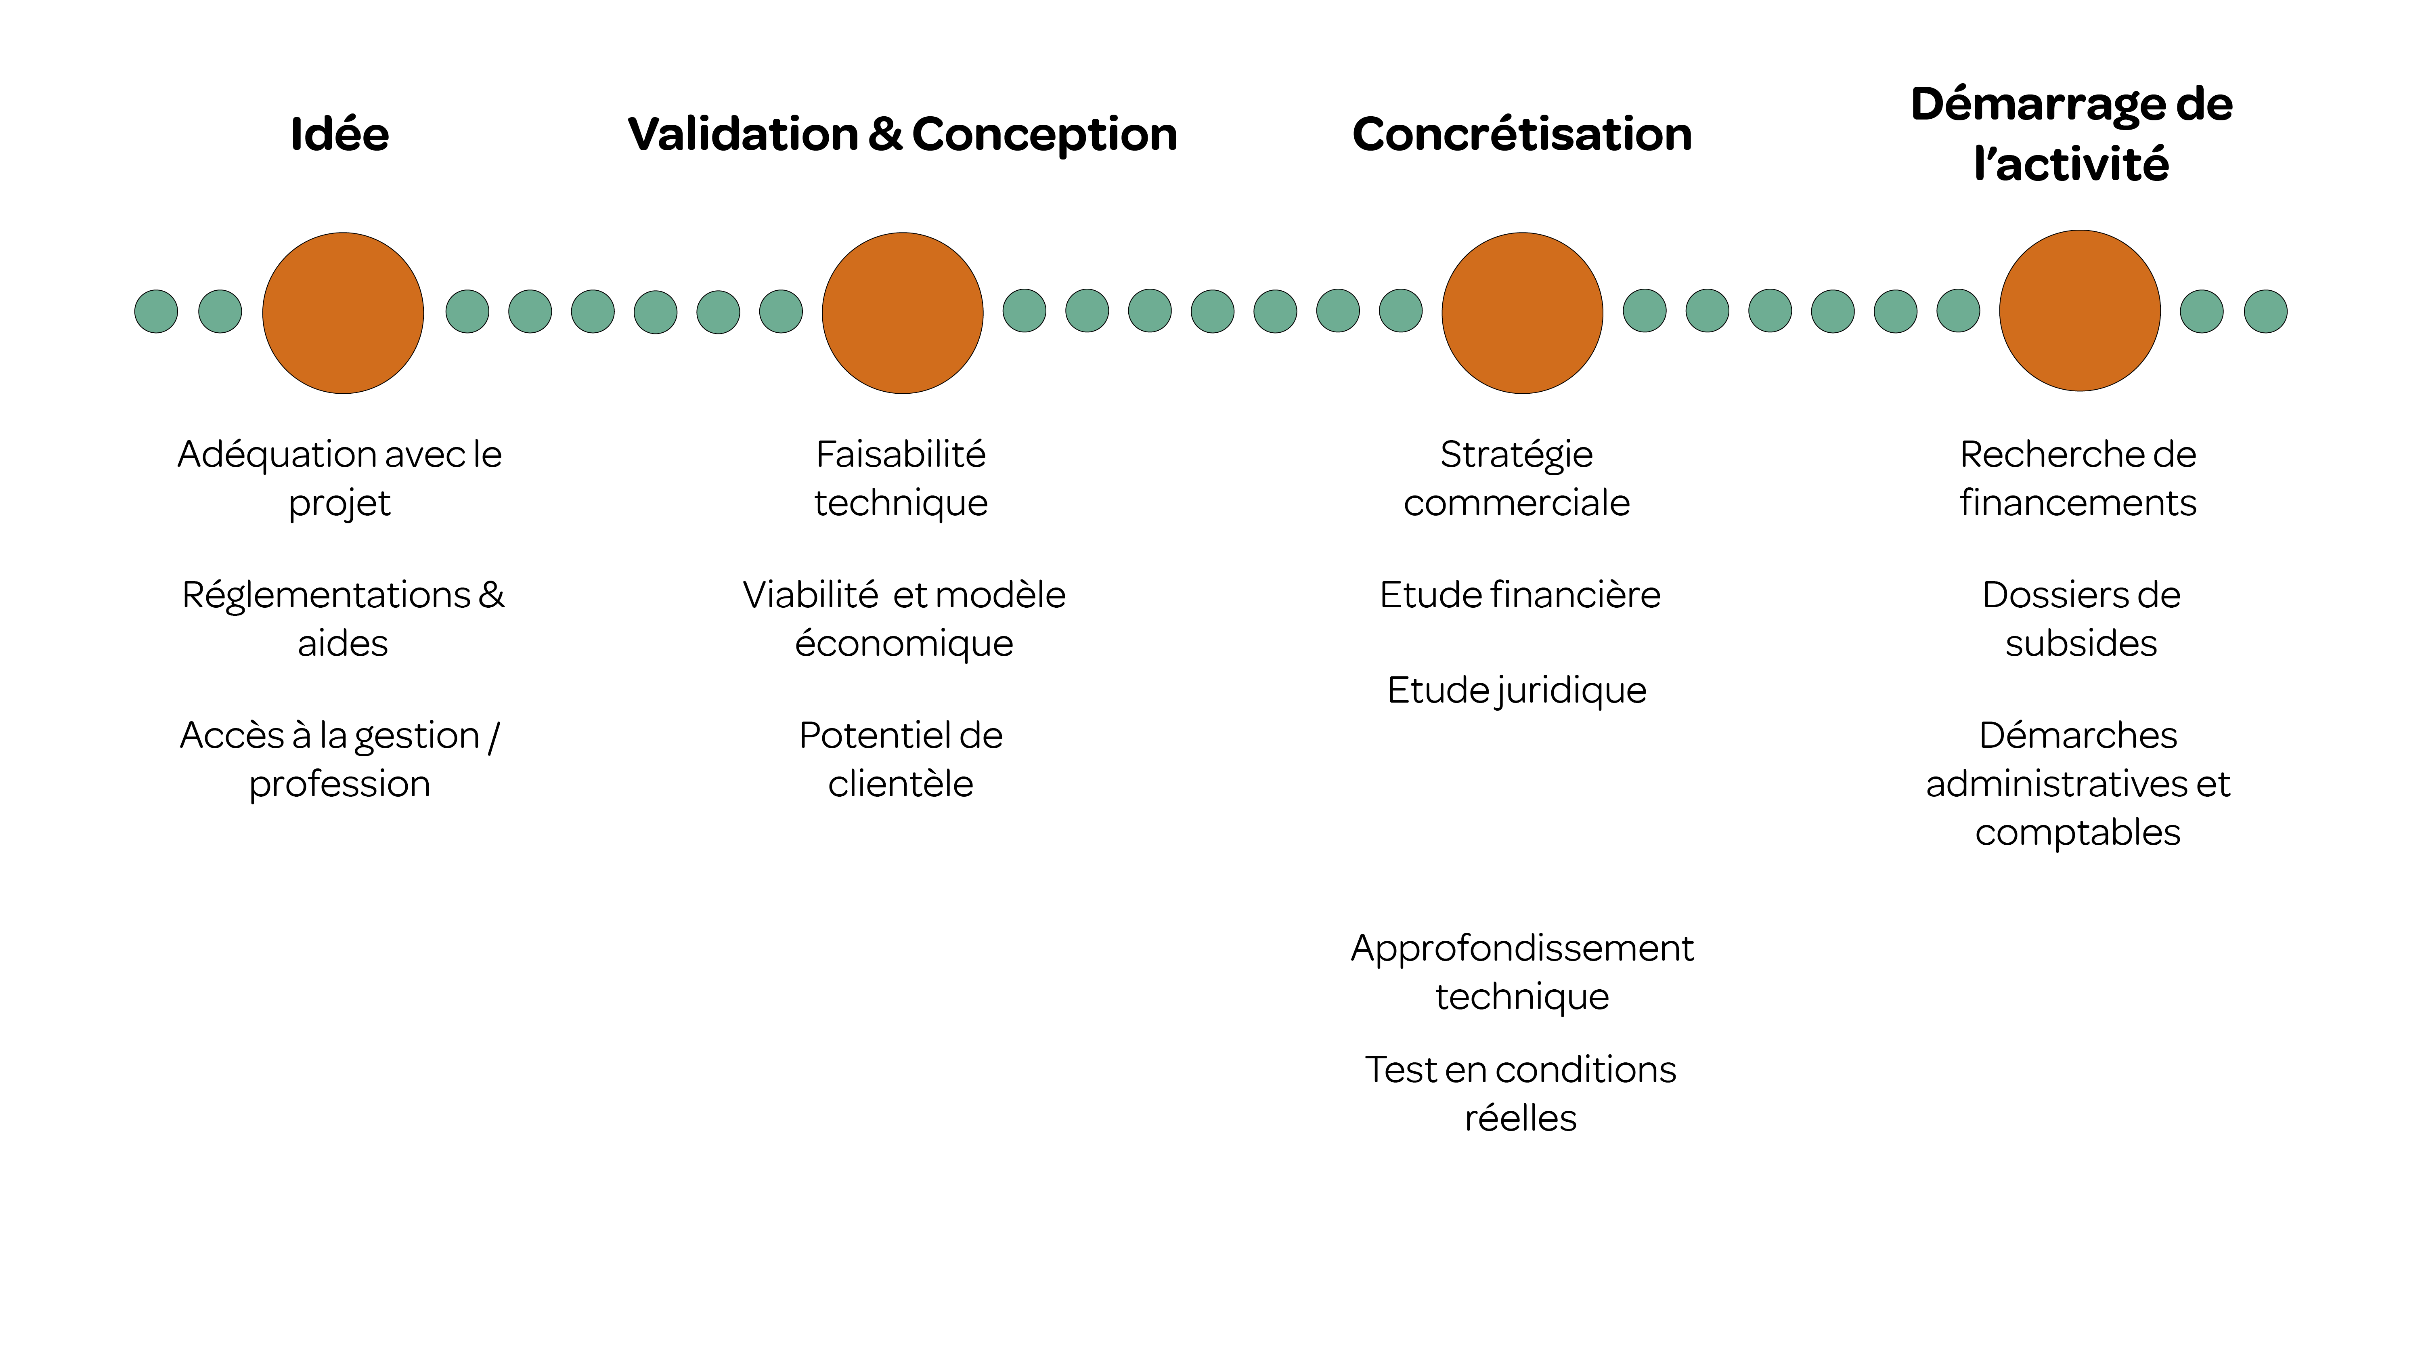 Idée
Validation & Conception
Concrétisation
Démarrage de
l’activité
Adéquation avec le
projet
Réglementations &
aides
Accès à la gestion /
profession
Faisabilité
technique
Viabilité et modèle
économique
Potentiel de
clientèle
Stratégie
commerciale
Etude financière
Etude juridique
Approfondissement
technique
Test en conditions
réelles
Recherche de
financements
Dossiers de
subsides
Démarches
administratives et
comptables